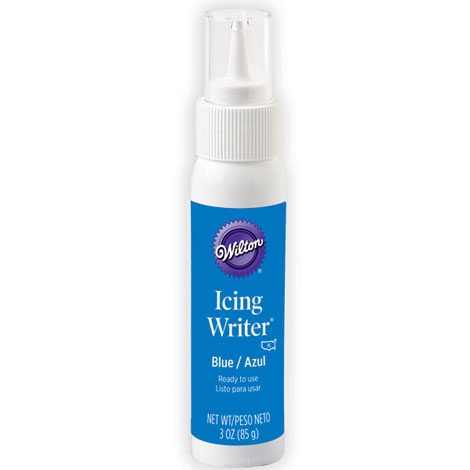 Wilton®
Icing
Writer®
Blue / Azul
Ready to use
Listo para usar
NET WT/PESO NETO
3 OZ (85 g)